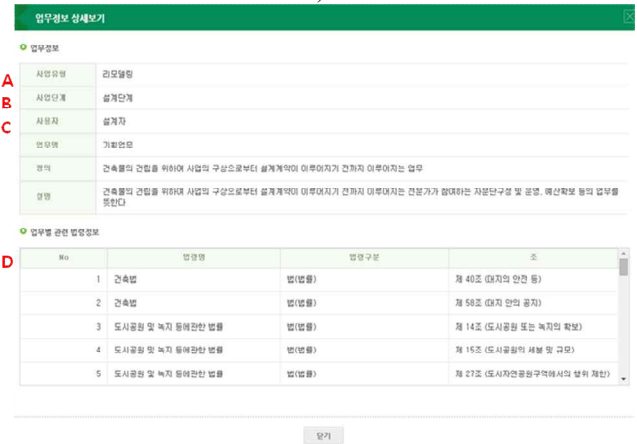 업무정보 상세보기
업무정보
A 사업유형 리모델링
B 사업단계 설계단계
C 사용자 설계자
업무명 기획업무
정의 건축물의 건립을 위하여 사업의 구상으로부터 설계계약이 이루어지기 전까지 이루어지는 업무
설명 건축물의 건립을 위하여 사업의 구상으로부터 설계계약이 이루어지기 전까지 이루어지는 전문가가 참여하는 자문단구성 및 운영, 예산확보 등의 업무를
뜻한다
업무별 관련 법령정보
D No 법령명 법령구분 조
1 건축법 법(법률) 제 40조 (대지의 안전 등)
2 건축법 법(법률) 제 58조 (대지 안의 공지)
3 도시공원 및 녹지 등에관한 법률 법(법률) 제 14조 (도시공원 또는 녹지의 확보)
4 도시공원 및 녹지 등에관한 법률 법(법률) 제 15조 (도시공원의 세분 및 규모)
5 도시공원 및 녹지 등에관한 법률 법(법률) 제 27조 (도시자연공원구역에서의 행위 제한)
닫기